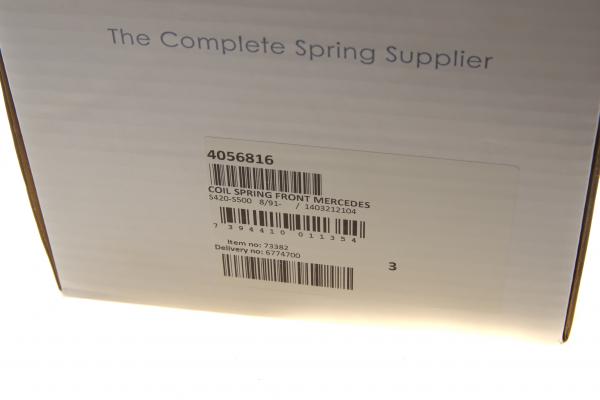 The Complete Spring Supplier
4056816
COIL SPRING FRONT MERCEDES
S420-S500 8/91- / 1403212104
7 394410 011354
Item no: 73382
Delivery no: 6774700
3